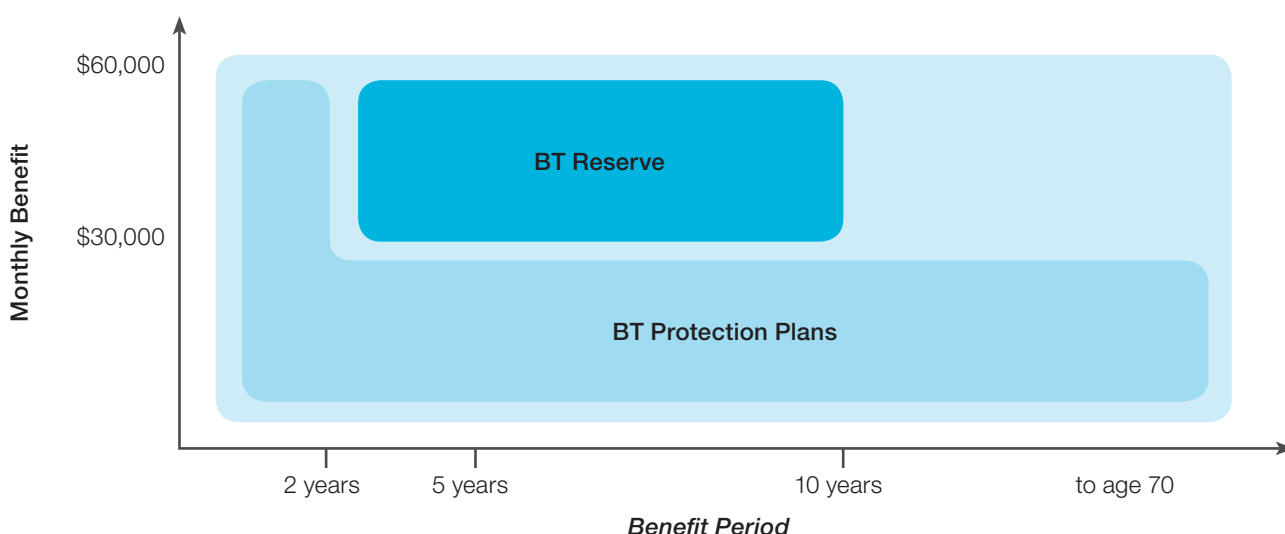 $60,000
BT Reserve
Monthly Benefit
$30,000
BT Protection Plans
2 years
5 years
10 years
to age 70
Benefit Period